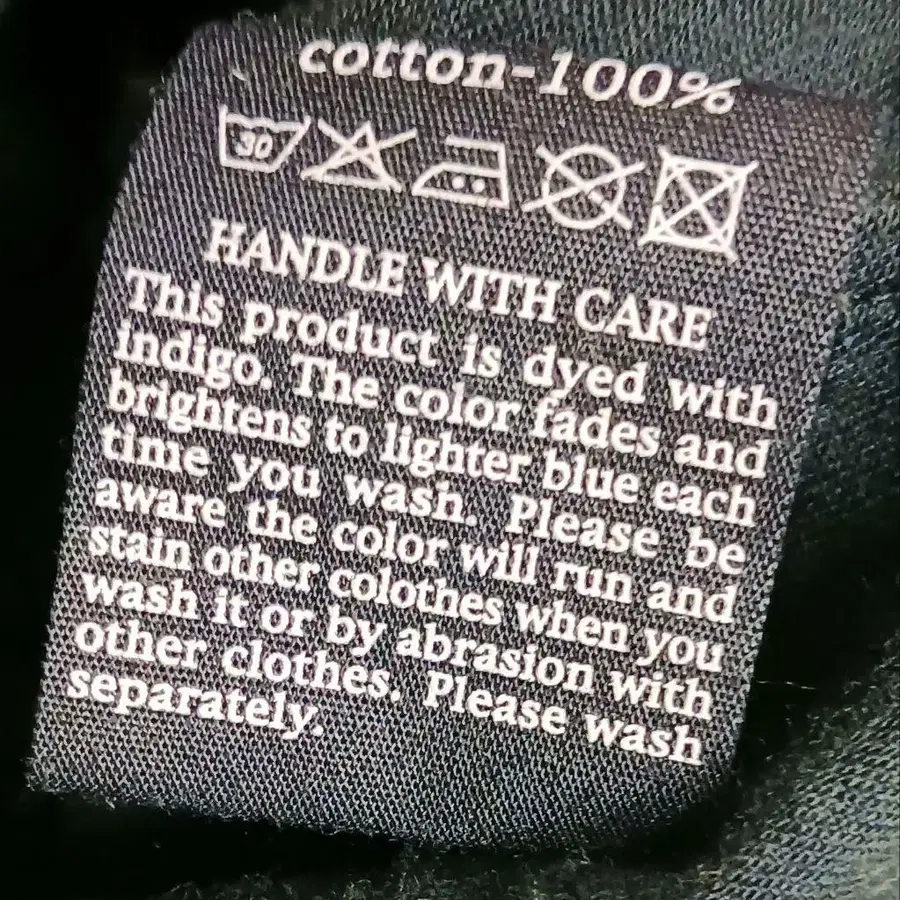 cotton-100%
30
HANDLE WITH CARE
This product is dyed with
indigo. The color fades and
brightens to lighter blue each
time you wash. Please be
aware the color will run and
stain other colothes when you
wash it or by abrasion with
other clothes. Please wash
separately.